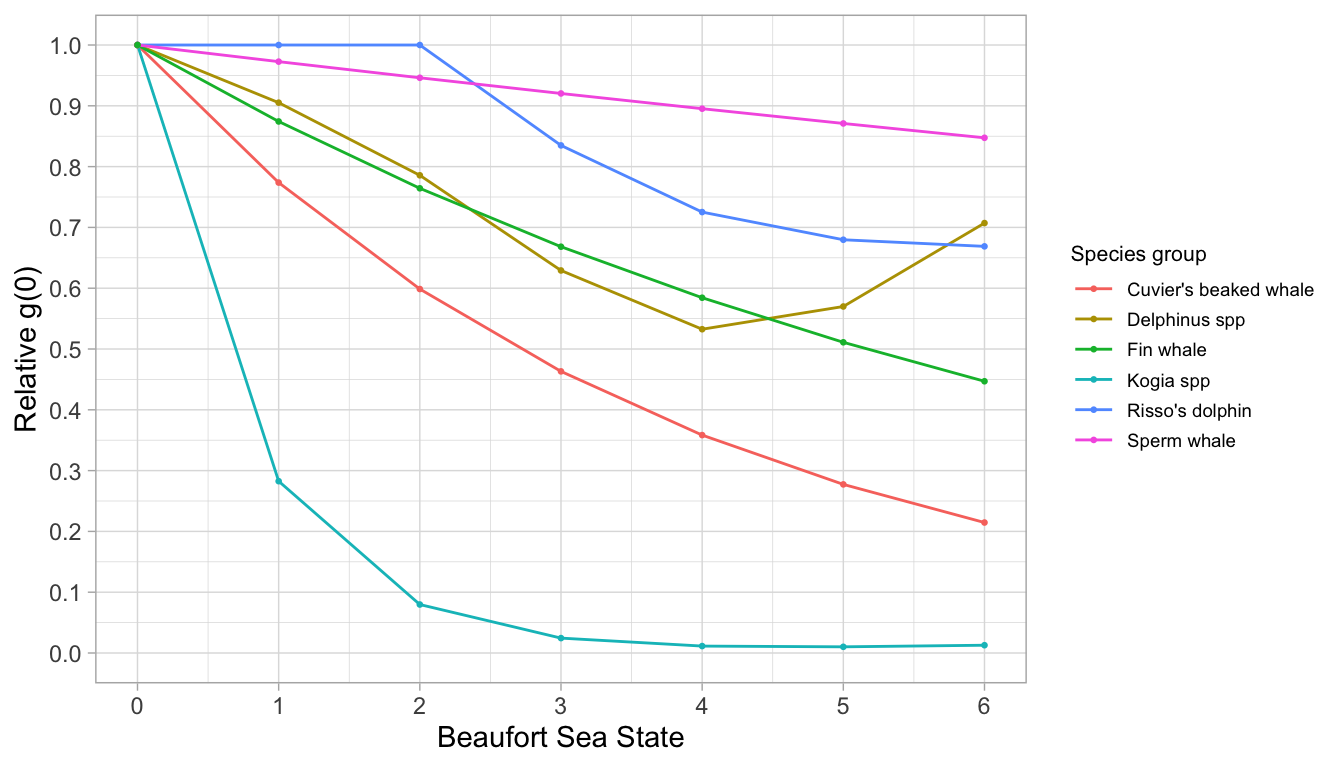 1.0
0.9
0.8
0.7
0.6
0.5
0.4
0.3
0.2
0.1
0.0
Relative g(0)
0 1 2 3 4 5 6
Beaufort Sea State
Species group
Cuvier's beaked whale
Delphinus spp
Fin whale
Kogia spp
Risso's dolphin
Sperm whale